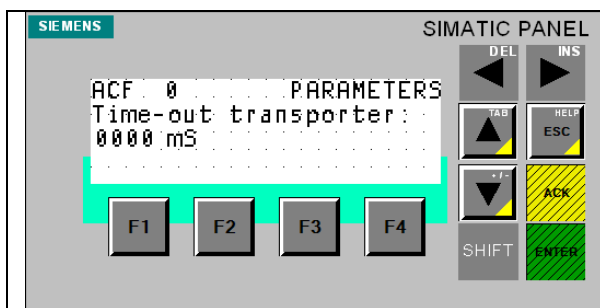 SIEMENS
SIMATIC PANEL
DEL
INS
ACF 0 PARAMETERS
Time-out transporter:
0000 mS
TAB
HELP
ESC
+/-
ACK
F1
F2
F3
F4
SHIFT
ENTER